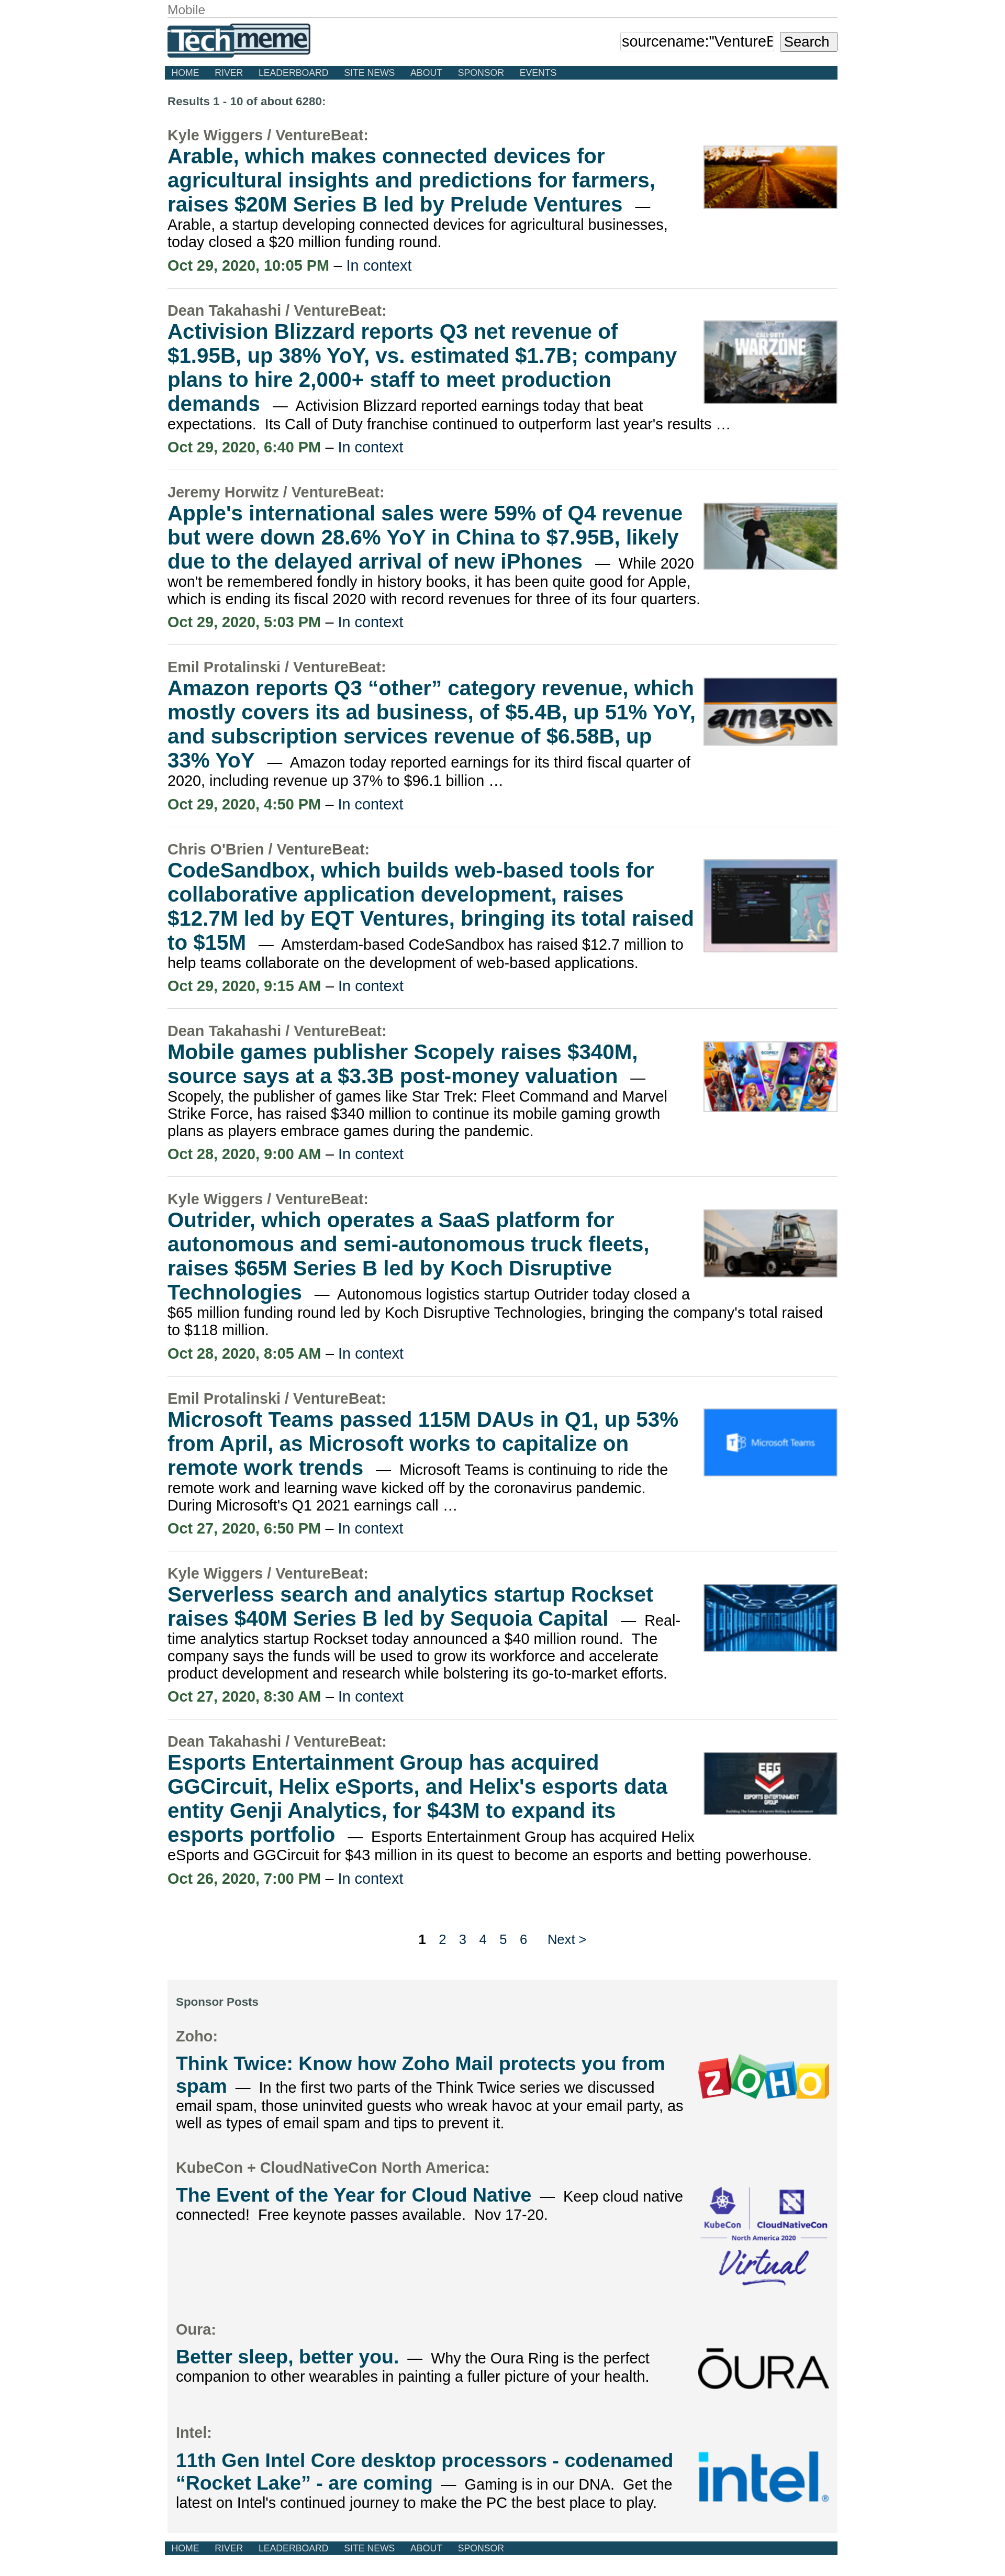 Mobile
Techmeme
sourcename:"VentureB
Search
HOME RIVER LEADERBOARD SITE NEWS ABOUT SPONSOR EVENTS
Results 1 - 10 of about 6280:
Kyle Wiggers / VentureBeat:
Arable, which makes connected devices for
agricultural insights and predictions for farmers,
raises $20M Series B led by Prelude Ventures —
Arable, a startup developing connected devices for agricultural businesses,
today closed a $20 million funding round.
Oct 29, 2020, 10:05 PM – In context
Dean Takahashi / VentureBeat:
Activision Blizzard reports Q3 net revenue of
$1.95B, up 38% YoY, vs. estimated $1.7B; company
plans to hire 2,000+ staff to meet production
demands — Activision Blizzard reported earnings today that beat
expectations. Its Call of Duty franchise continued to outperform last year's results …
CALL OF DUTY
WARZONE
Oct 29, 2020, 6:40 PM – In context
Jeremy Horwitz / VentureBeat:
Apple's international sales were 59% of Q4 revenue
but were down 28.6% YoY in China to $7.95B, likely
due to the delayed arrival of new iPhones — While 2020
won't be remembered fondly in history books, it has been quite good for Apple,
which is ending its fiscal 2020 with record revenues for three of its four quarters.
Oct 29, 2020, 5:03 PM – In context
Emil Protalinski / VentureBeat:
Amazon reports Q3 “other” category revenue, which
mostly covers its ad business, of $5.4B, up 51% YoY,
and subscription services revenue of $6.58B, up
33% YoY — Amazon today reported earnings for its third fiscal quarter of
2020, including revenue up 37% to $96.1 billion …
amazon
Oct 29, 2020, 4:50 PM – In context
Chris O'Brien / VentureBeat:
CodeSandbox, which builds web-based tools for
collaborative application development, raises
$12.7M led by EQT Ventures, bringing its total raised
to $15M — Amsterdam-based CodeSandbox has raised $12.7 million to
help teams collaborate on the development of web-based applications.
Oct 29, 2020, 9:15 AM – In context
Dean Takahashi / VentureBeat:
Mobile games publisher Scopely raises $340M,
source says at a $3.3B post-money valuation —
Scopely, the publisher of games like Star Trek: Fleet Command and Marvel
Strike Force, has raised $340 million to continue its mobile gaming growth
plans as players embrace games during the pandemic.
Oct 28, 2020, 9:00 AM – In context
Kyle Wiggers / VentureBeat:
Outrider, which operates a SaaS platform for
autonomous and semi-autonomous truck fleets,
raises $65M Series B led by Koch Disruptive
Technologies — Autonomous logistics startup Outrider today closed a
$65 million funding round led by Koch Disruptive Technologies, bringing the company's total raised
to $118 million.
Oct 28, 2020, 8:05 AM – In context
Emil Protalinski / VentureBeat:
Microsoft Teams passed 115M DAUs in Q1, up 53%
from April, as Microsoft works to capitalize on
remote work trends — Microsoft Teams is continuing to ride the
remote work and learning wave kicked off by the coronavirus pandemic.
During Microsoft's Q1 2021 earnings call …
Microsoft Teams
Oct 27, 2020, 6:50 PM – In context
Kyle Wiggers / VentureBeat:
Serverless search and analytics startup Rockset
raises $40M Series B led by Sequoia Capital — Real-
time analytics startup Rockset today announced a $40 million round. The
company says the funds will be used to grow its workforce and accelerate
product development and research while bolstering its go-to-market efforts.
Oct 27, 2020, 8:30 AM – In context
Dean Takahashi / VentureBeat:
Esports Entertainment Group has acquired
GGCircuit, Helix eSports, and Helix's esports data
entity Genji Analytics, for $43M to expand its
esports portfolio — Esports Entertainment Group has acquired Helix
eSports and GGCircuit for $43 million in its quest to become an esports and betting powerhouse.
EEG
ESPORTS ENTERTAINMENT
GROUP
Oct 26, 2020, 7:00 PM – In context
1 2 3 4 5 6 Next >
Sponsor Posts
Zoho:
Think Twice: Know how Zoho Mail protects you from
spam — In the first two parts of the Think Twice series we discussed
email spam, those uninvited guests who wreak havoc at your email party, as
well as types of email spam and tips to prevent it.
ZOHO
KubeCon + CloudNativeCon North America:
The Event of the Year for Cloud Native — Keep cloud native
connected! Free keynote passes available. Nov 17-20.
KubeCon CloudNativeCon
North America 2020
Virtual
Oura:
Better sleep, better you. — Why the Oura Ring is the perfect
companion to other wearables in painting a fuller picture of your health.
ŌURA
Intel:
11th Gen Intel Core desktop processors - codenamed
“Rocket Lake” - are coming — Gaming is in our DNA. Get the
latest on Intel's continued journey to make the PC the best place to play.
intel®
HOME RIVER LEADERBOARD SITE NEWS ABOUT SPONSOR